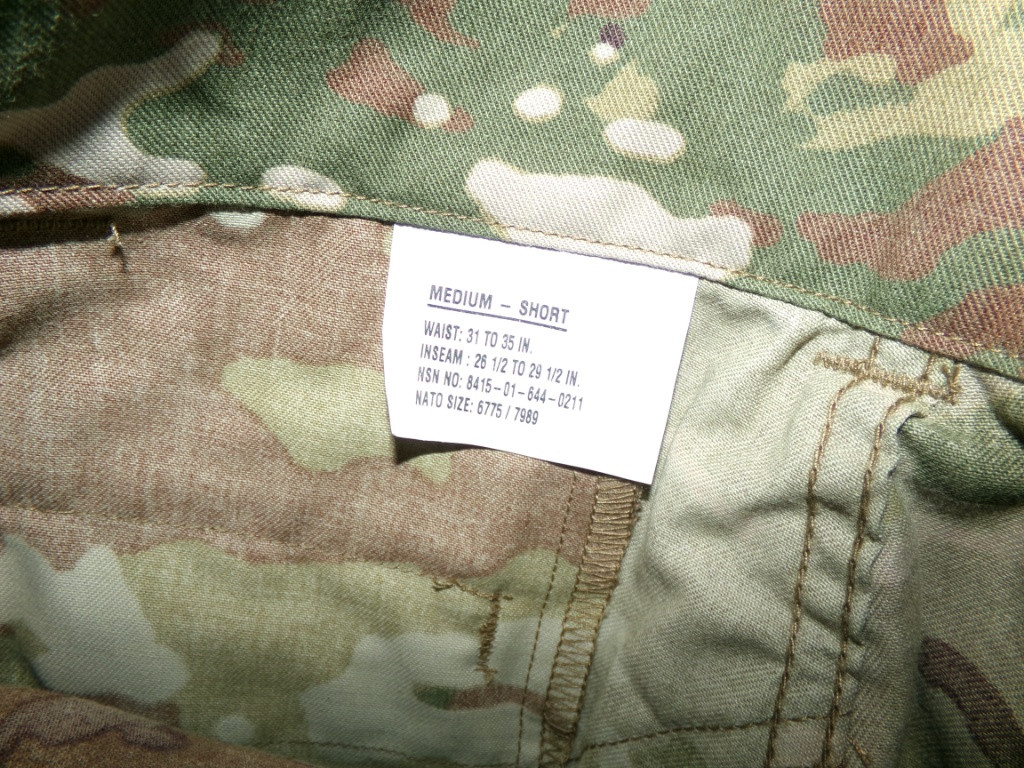 MEDIUM – SHORT
WAIST: 31 TO 35 IN.
INSEAM : 26 1/2 TO 29 1/2 IN.
NSN NO: 8415–01–644–0211
NATO SIZE: 6775 / 7989